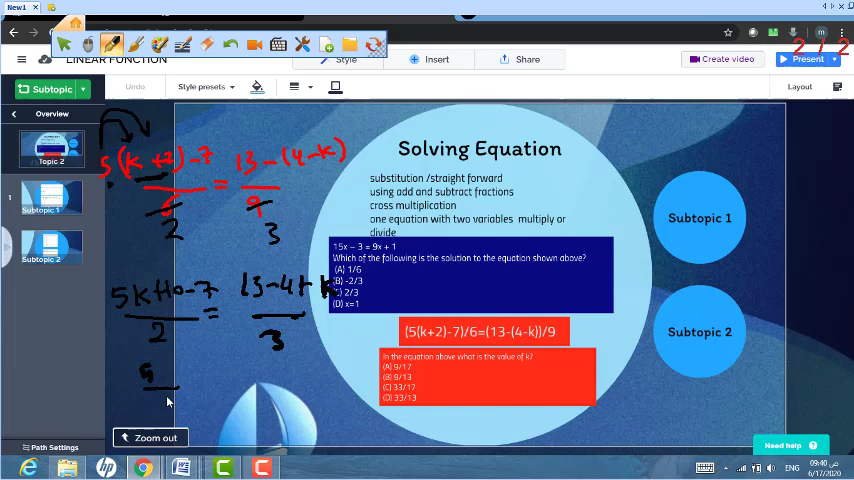 New1
2 / 2
LINEAR FUNCTION
Style
Insert
Share
Create video
Present
Subtopic
Undo
Style presets
Layout
Overview
Topic 2
1
Subtopic 1
2
Subtopic 2
Solving Equation
substitution /straight forward
using add and subtract fractions
cross multiplication
one equation with two variables multiply or
divide
15x − 3 = 9x + 1
Which of the following is the solution to the equation shown above?
(A) 1/6
(B) -2/3
2/3
(D) x=1
(5(k+2)-7)/6=(13-(4-k))/9
In the equation above what is the value of k?
(A) 9/17
(B) 9/13
(C) 33/17
(D) 33/13
Subtopic 1
Subtopic 2
5(k+2)-7 = 13-(4-k)
6 9
2 3
5k+10-7 = 13-4+k
2 3
5
Zoom out
Path Settings
Need help
ENG
09:40 ص
6/17/2020